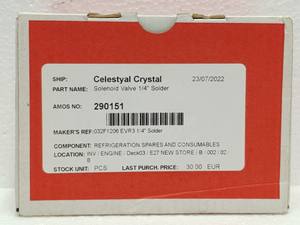 SHIP: Celestyal Crystal 23/07/2022
PART NAME: Solenoid Valve 1/4" Solder
AMOS NO: 290151
MAKER'S REF: 032F1206 EVR3 1/4" Solder
COMPONENT: REFRIGERATION SPARES AND CONSUMABLES
LOCATION: INV : ENGINE : Deck03 : E27 NEW STORE : B : 002 : 02 :
B
STOCK UNIT: PCS LAST PURCH. PRICE: 30.00 EUR